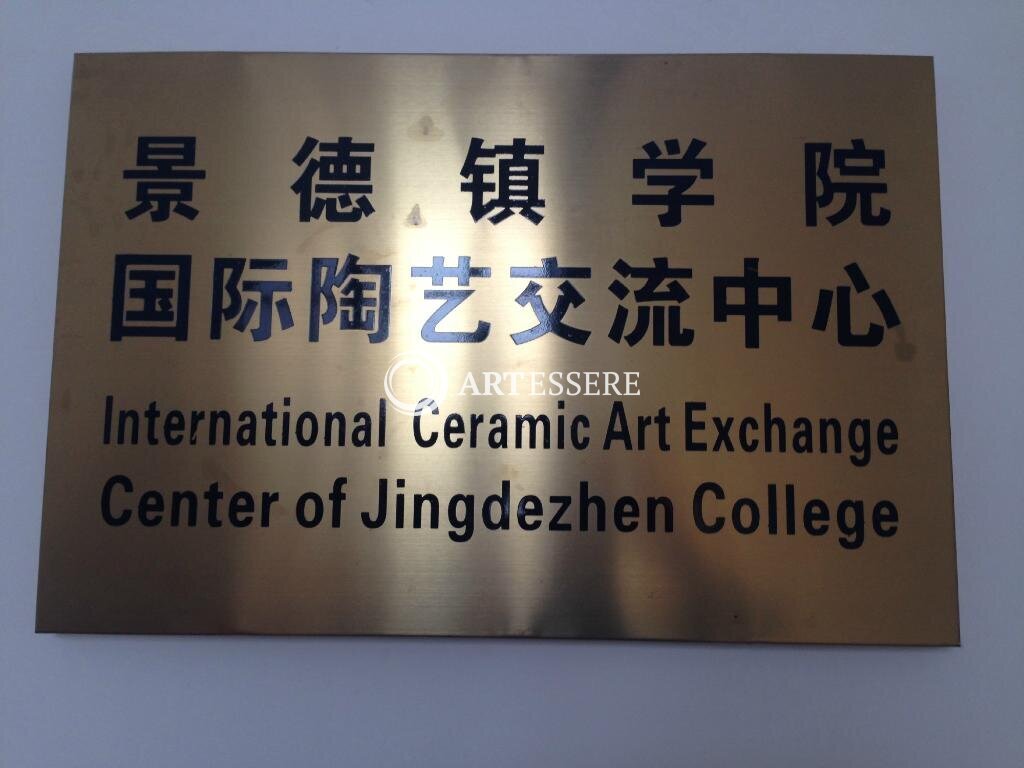 景德镇学院
国际陶艺交流中心
ARTESSERE
International Ceramic Art Exchange
Center of Jingdezhen College